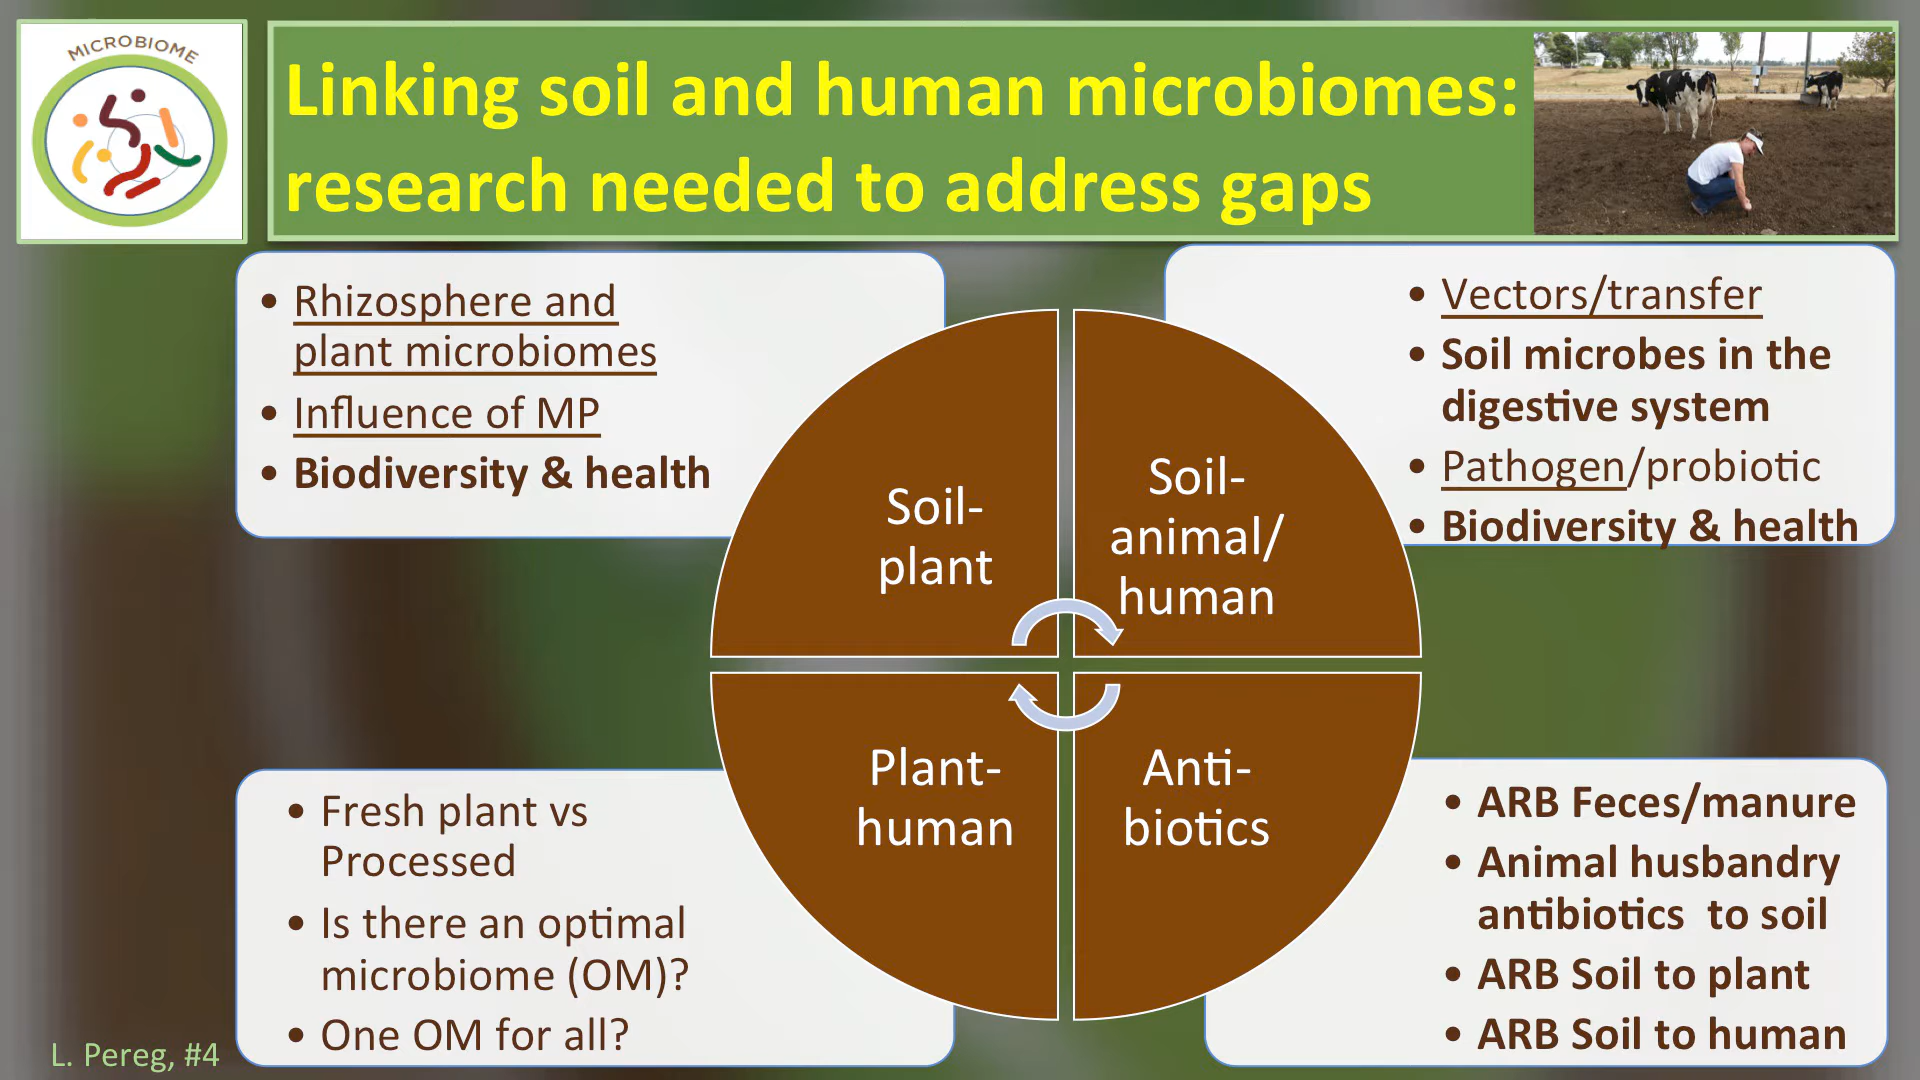 MICROBIOME
Linking soil and human microbiomes:
research needed to address gaps
• Rhizosphere and
plant microbiomes
• Influence of MP
• Biodiversity & health
• Vectors/transfer
• Soil microbes in the
digestive system
• Pathogen/probiotic
• Biodiversity & health
Soil-
plant
Soil-
animal/
human
Plant-
human
Anti-
biotics
• Fresh plant vs
Processed
• Is there an optimal
microbiome (OM)?
• One OM for all?
• ARB Feces/manure
• Animal husbandry
antibiotics to soil
• ARB Soil to plant
• ARB Soil to human
L. Pereg, #4